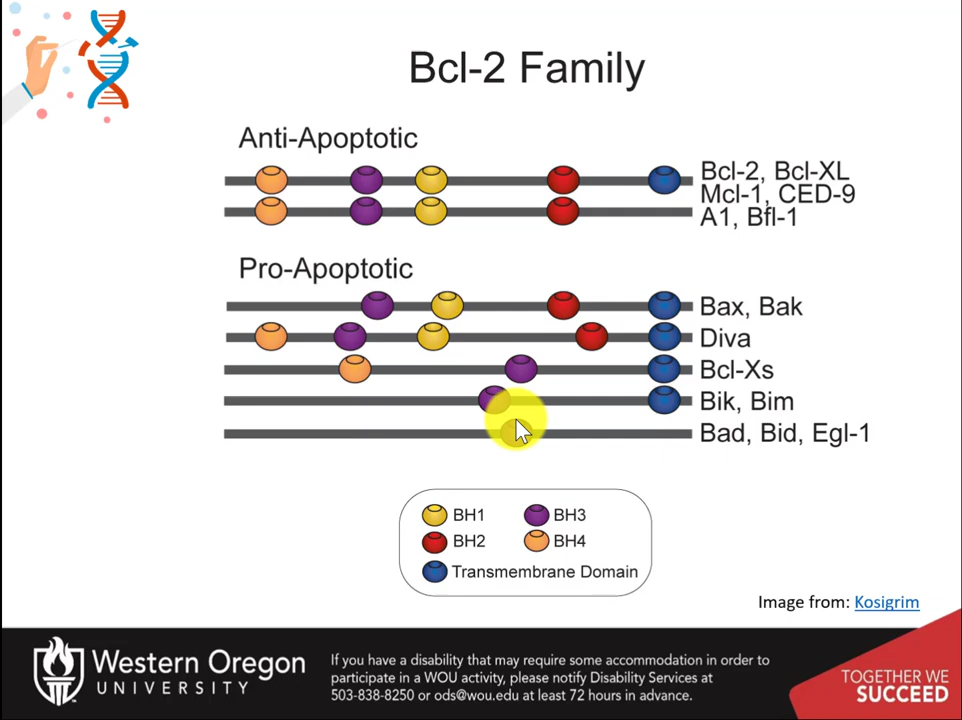 Bcl-2 Family
Anti-Apoptotic
Bcl-2, Bcl-XL
Mcl-1, CED-9
A1, Bfl-1
Pro-Apoptotic
Bax, Bak
Diva
Bcl-Xs
Bik, Bim
Bad, Bid, Egl-1
BH1 BH3
BH2 BH4
Transmembrane Domain
Image from: Kosigrim
Western Oregon
UNIVERSITY
If you have a disability that may require some accommodation in order to
participate in a WOU activity, please notify Disability Services at
503-838-8250 or ods@wou.edu at least 72 hours in advance.
TOGETHER WE
SUCCEED